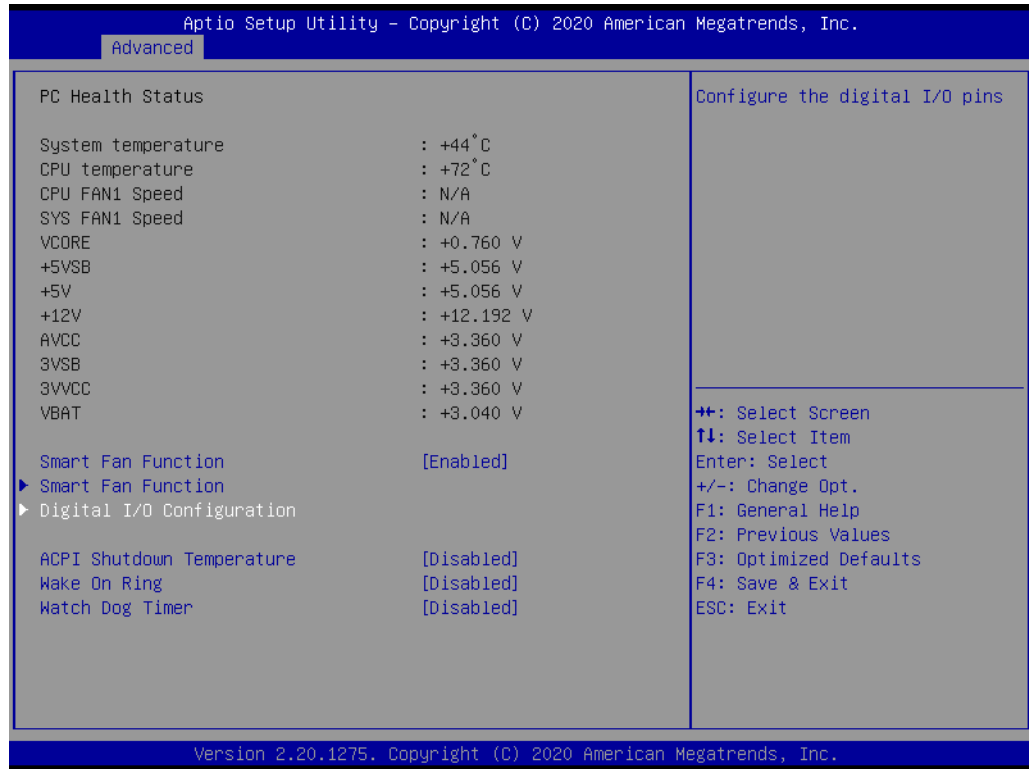 Aptio Setup Utility – Copyright (C) 2020 American Megatrends, Inc.
Advanced
PC Health Status
System temperature : +44°C
CPU temperature : +72°C
CPU FAN1 Speed : N/A
SYS FAN1 Speed : N/A
VCORE : +0.760 V
+5VSB : +5.056 V
+5V : +5.056 V
+12V : +12.192 V
AVCC : +3.360 V
3VSB : +3.360 V
3VVCC : +3.360 V
VBAT : +3.040 V
Smart Fan Function [Enabled]
Smart Fan Function
Digital I/O Configuration
ACPI Shutdown Temperature [Disabled]
Wake On Ring [Disabled]
Watch Dog Timer [Disabled]
Configure the digital I/O pins
→←: Select Screen
↑↓: Select Item
Enter: Select
+/-: Change Opt.
F1: General Help
F2: Previous Values
F3: Optimized Defaults
F4: Save & Exit
ESC: Exit
Version 2.20.1275. Copyright (C) 2020 American Megatrends, Inc.